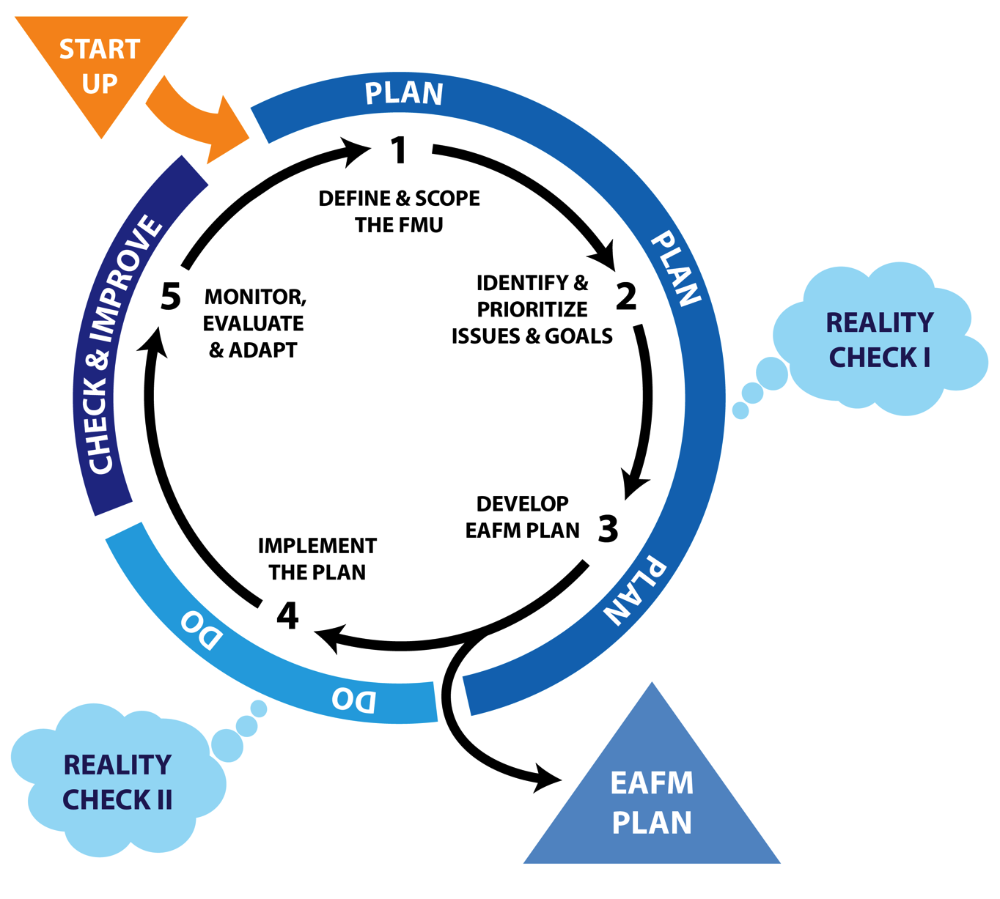 START
UP
PLAN
1
DEFINE & SCOPE
THE FMU
PLAN
2
IDENTIFY &
PRIORITIZE
ISSUES & GOALS
REALITY
CHECK I
DEVELOP
EAFM PLAN
3
PLAN
IMPLEMENT
THE PLAN
4
DO
DO
REALITY
CHECK II
5
MONITOR,
EVALUATE
& ADAPT
CHECK & IMPROVE
EAFM
PLAN